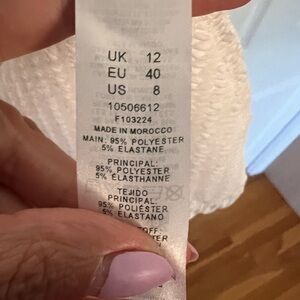 UK 12
EU 40
US 8
10506612
F103224
MADE IN MOROCCO
MAIN: 95% POLYESTER
5% ELASTANE
PRINCIPAL:
95% POLYESTER
5% ÉLASTHANNE
TEJIDO
PRINCIPAL:
95% POLIÉSTER
5% ELASTANO